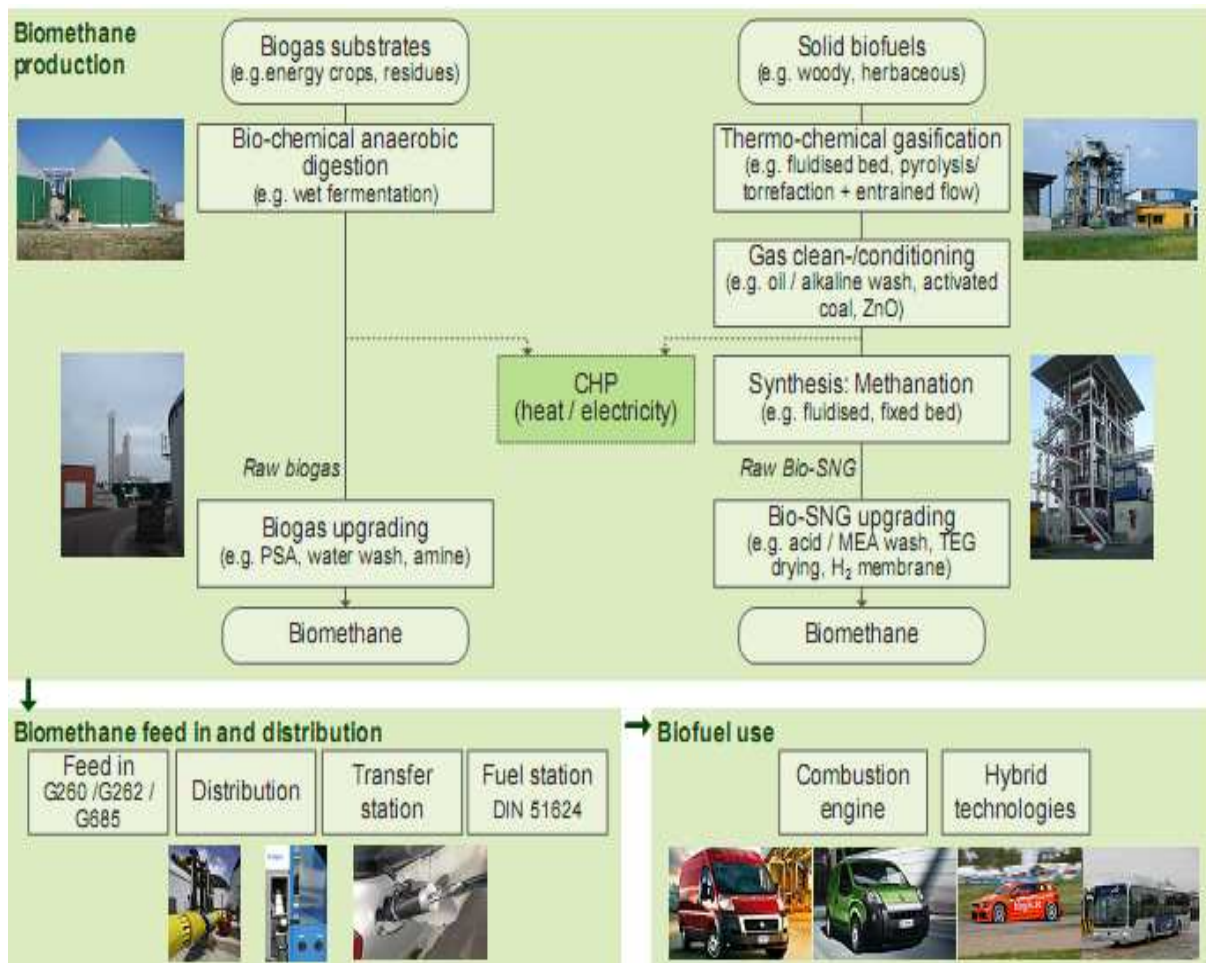 Biomethane
production
Biogas substrates
(e.g.energy crops, residues)
Bio-chemical anaerobic
digestion
(e.g. wet fermentation)
Raw biogas
Biogas upgrading
(e.g. PSA, water wash, amine)
Biomethane
Solid biofuels
(e.g. woody, herbaceous)
Thermo-chemical gasification
(e.g. fluidised bed, pyrolysis/
torrefaction + entrained flow)
Gas clean-/conditioning
(e.g. oil / alkaline wash, activated
coal, ZnO)
CHP
(heat / electricity)
Synthesis: Methanation
(e.g. fluidised, fixed bed)
Raw Bio-SNG
Bio-SNG upgrading
(e.g. acid / MEA wash, TEG
drying, H₂ membrane)
Biomethane
Biomethane feed in and distribution
Feed in
G260 /G262 /
G685
Distribution
Transfer
station
Fuel station
DIN 51624
Biofuel use
Combustion
engine
Hybrid
technologies